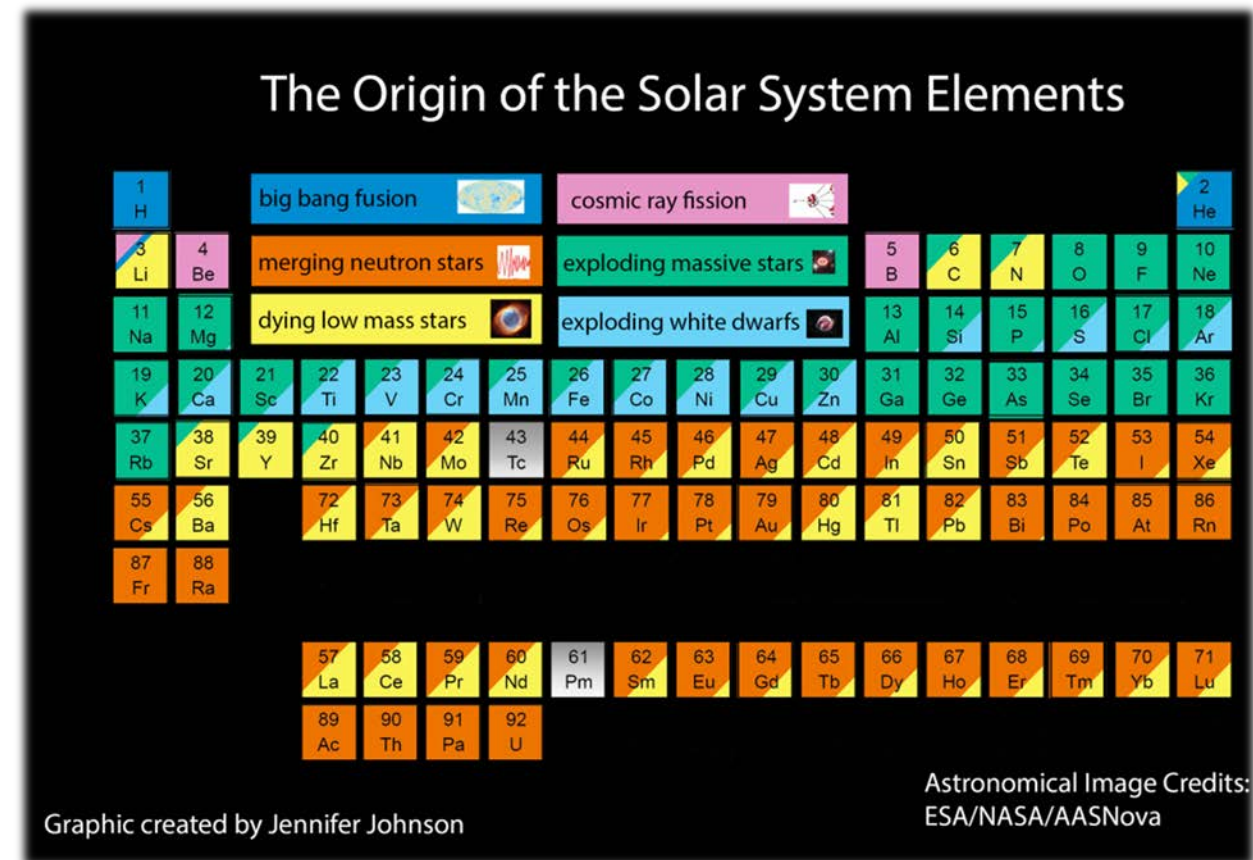 The Origin of the Solar System Elements
1
H
big bang fusion
cosmic ray fission
2
He
3
Li
4
Be
merging neutron stars
exploding massive stars
5
B
6
C
7
N
8
O
9
F
10
Ne
11
Na
12
Mg
dying low mass stars
exploding white dwarfs
13
Al
14
Si
15
P
16
S
17
Cl
18
Ar
19
K
20
Ca
21
Sc
22
Ti
23
V
24
Cr
25
Mn
26
Fe
27
Co
28
Ni
29
Cu
30
Zn
31
Ga
32
Ge
33
As
34
Se
35
Br
36
Kr
37
Rb
38
Sr
39
Y
40
Zr
41
Nb
42
Mo
43
Tc
44
Ru
45
Rh
46
Pd
47
Ag
48
Cd
49
In
50
Sn
51
Sb
52
Te
53
I
54
Xe
55
Cs
56
Ba
72
Hf
73
Ta
74
W
75
Re
76
Os
77
Ir
78
Pt
79
Au
80
Hg
81
Tl
82
Pb
83
Bi
84
Po
85
At
86
Rn
87
Fr
88
Ra
57
La
58
Ce
59
Pr
60
Nd
61
Pm
62
Sm
63
Eu
64
Gd
65
Tb
66
Dy
67
Ho
68
Er
69
Tm
70
Yb
71
Lu
89
Ac
90
Th
91
Pa
92
U
Graphic created by Jennifer Johnson
Astronomical Image Credits:
ESA/NASA/AASNova